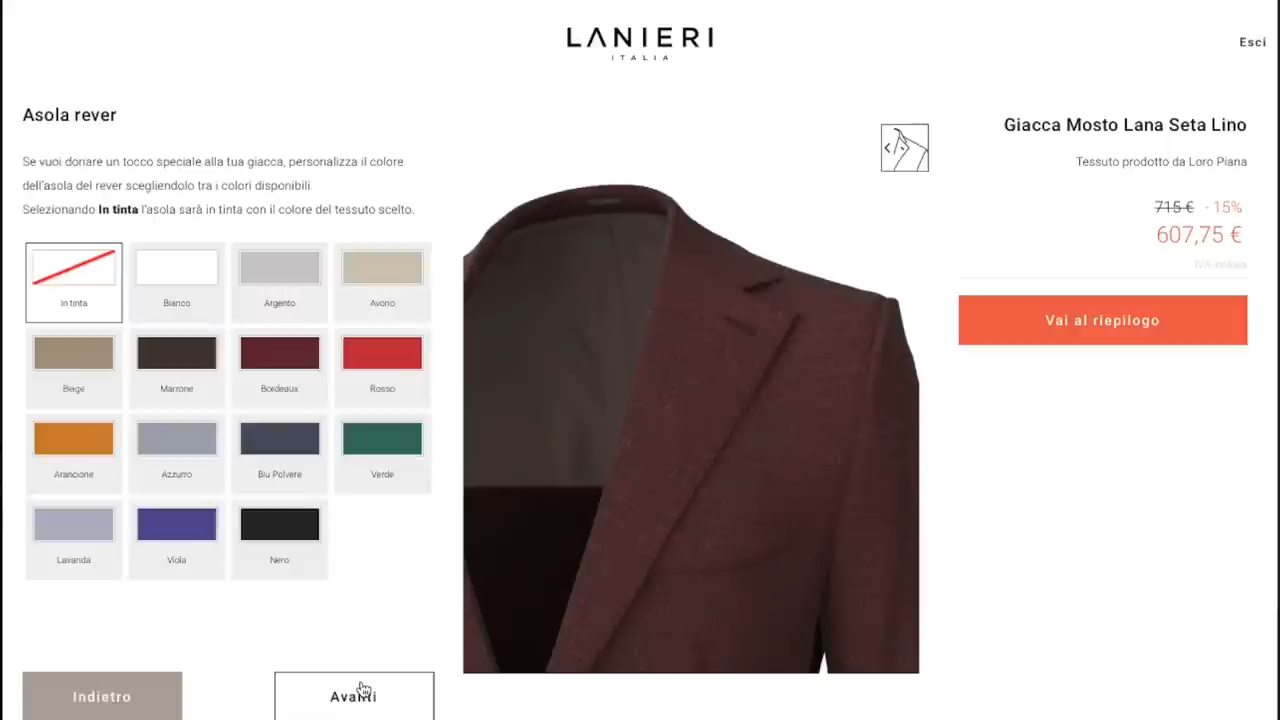 LANIERI
ITALIA
Esci
Asola rever
Se vuoi donare un tocco speciale alla tua giacca, personalizza il colore
dell'asola del rever scegliendolo tra i colori disponibili.
Selezionando In tinta l'asola sarà in tinta con il colore del tessuto scelto.
In tinta
Bianco
Argento
Avorio
Beige
Marrone
Bordeaux
Rosso
Arancione
Azzurro
Blu Polvere
Verde
Lavanda
Viola
Nero
Indietro
Avanti
Giacca Mosto Lana Seta Lino
Tessuto prodotto da Loro Piana
715 € - 15%
607,75 €
IVA inclusa
Vai al riepilogo